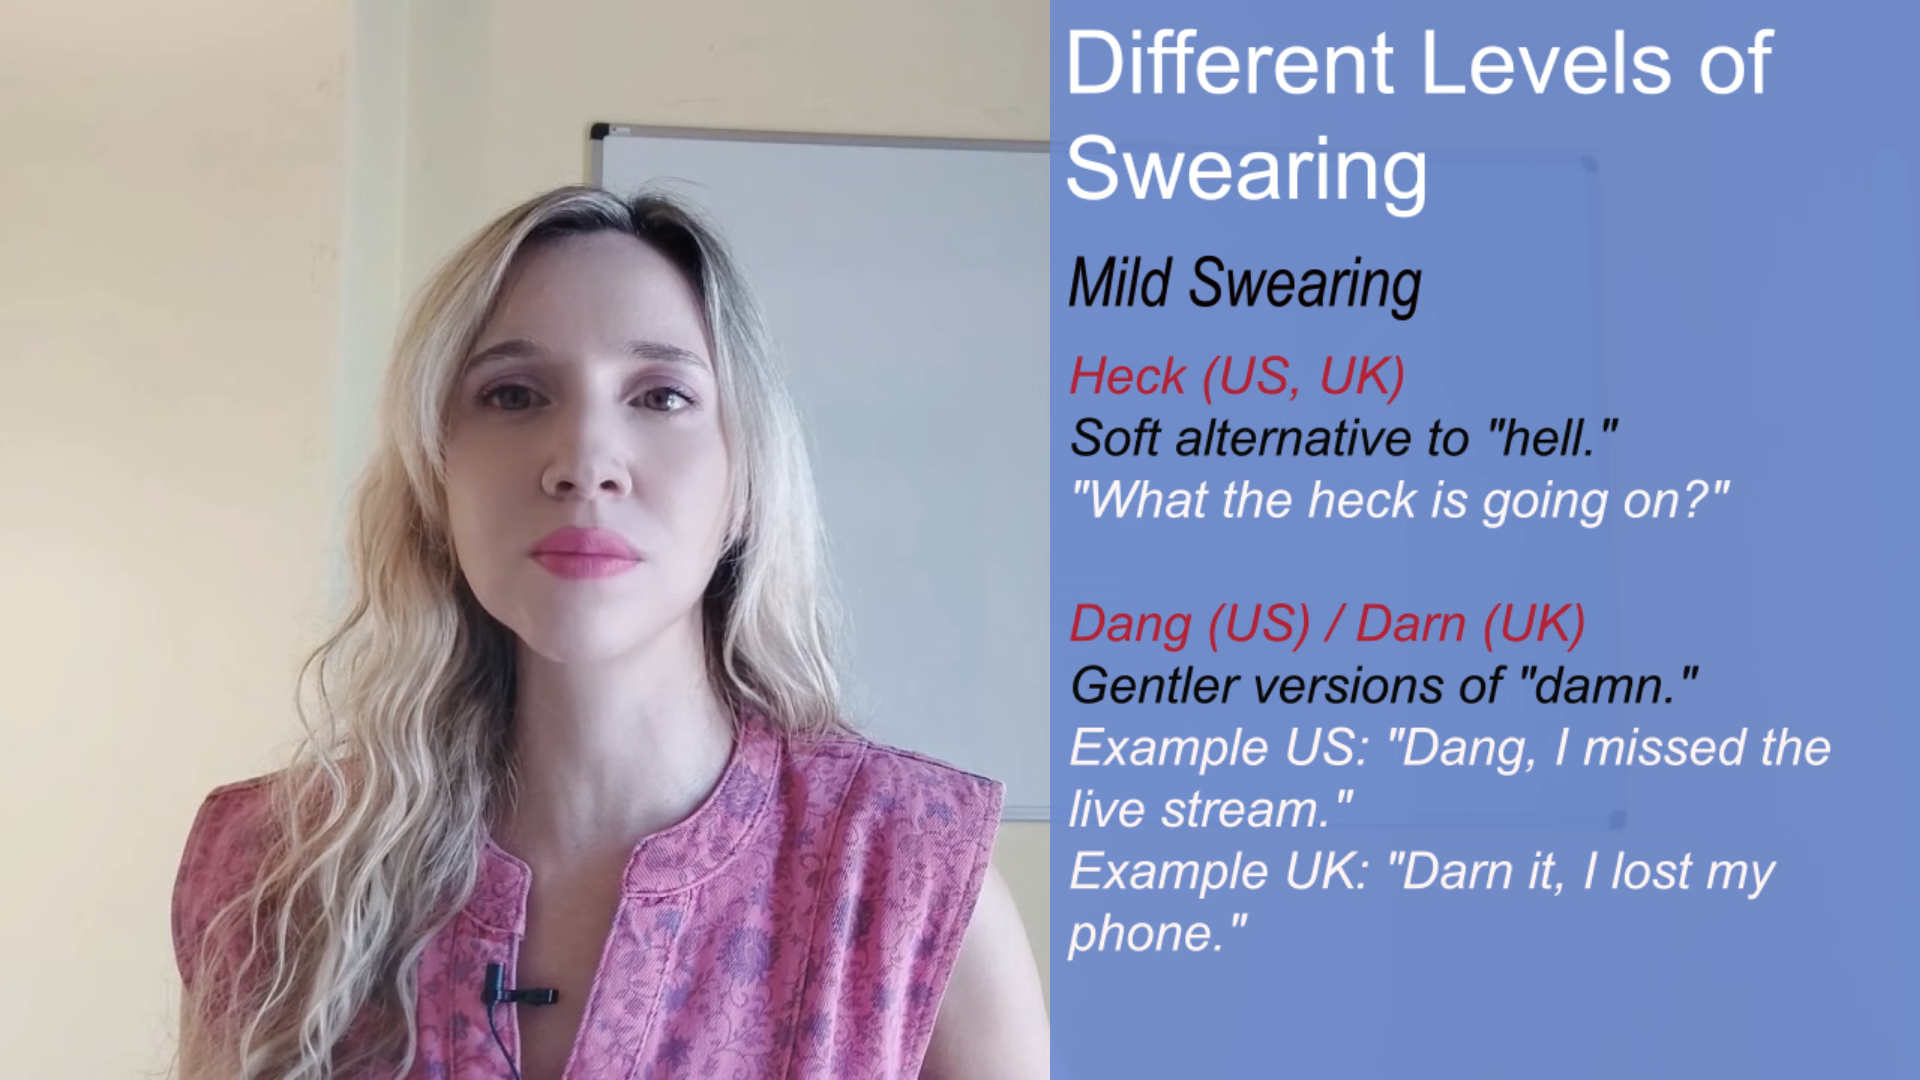 Different Levels of
Swearing
Mild Swearing
Heck (US, UK)
Soft alternative to "hell."
"What the heck is going on?"
Dang (US) / Darn (UK)
Gentler versions of "damn."
Example US: "Dang, I missed the
live stream."
Example UK: "Darn it, I lost my
phone."